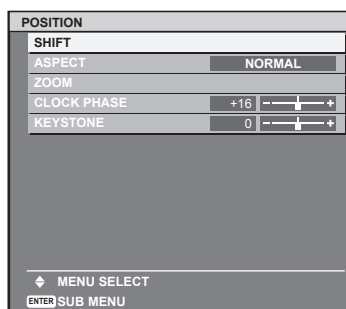 POSITION
SHIFT
ASPECT NORMAL
ZOOM
CLOCK PHASE +16 - +
KEYSTONE 0 - +
MENU SELECT
ENTER SUB MENU